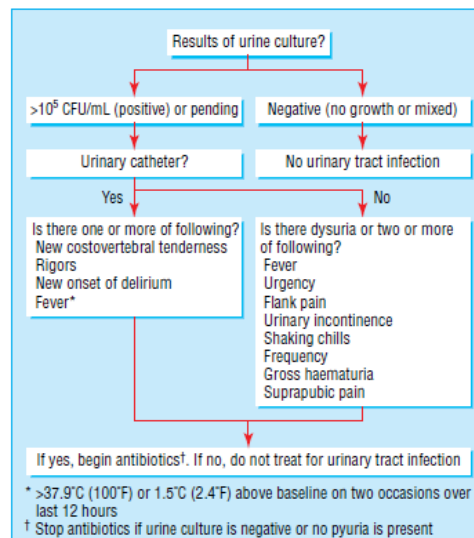 Results of urine culture?
>10⁵ CFU/mL (positive) or pending
Negative (no growth or mixed)
Urinary catheter?
No urinary tract infection
Yes
No
Is there one or more of following?
New costovertebral tenderness
Rigors
New onset of delirium
Fever*
Is there dysuria or two or more
of following?
Fever
Urgency
Flank pain
Urinary incontinence
Shaking chills
Frequency
Gross haematuria
Suprapubic pain
If yes, begin antibiotics†. If no, do not treat for urinary tract infection
* >37.9˚C (100˚F) or 1.5˚C (2.4˚F) above baseline on two occasions over
last 12 hours
† Stop antibiotics if urine culture is negative or no pyuria is present